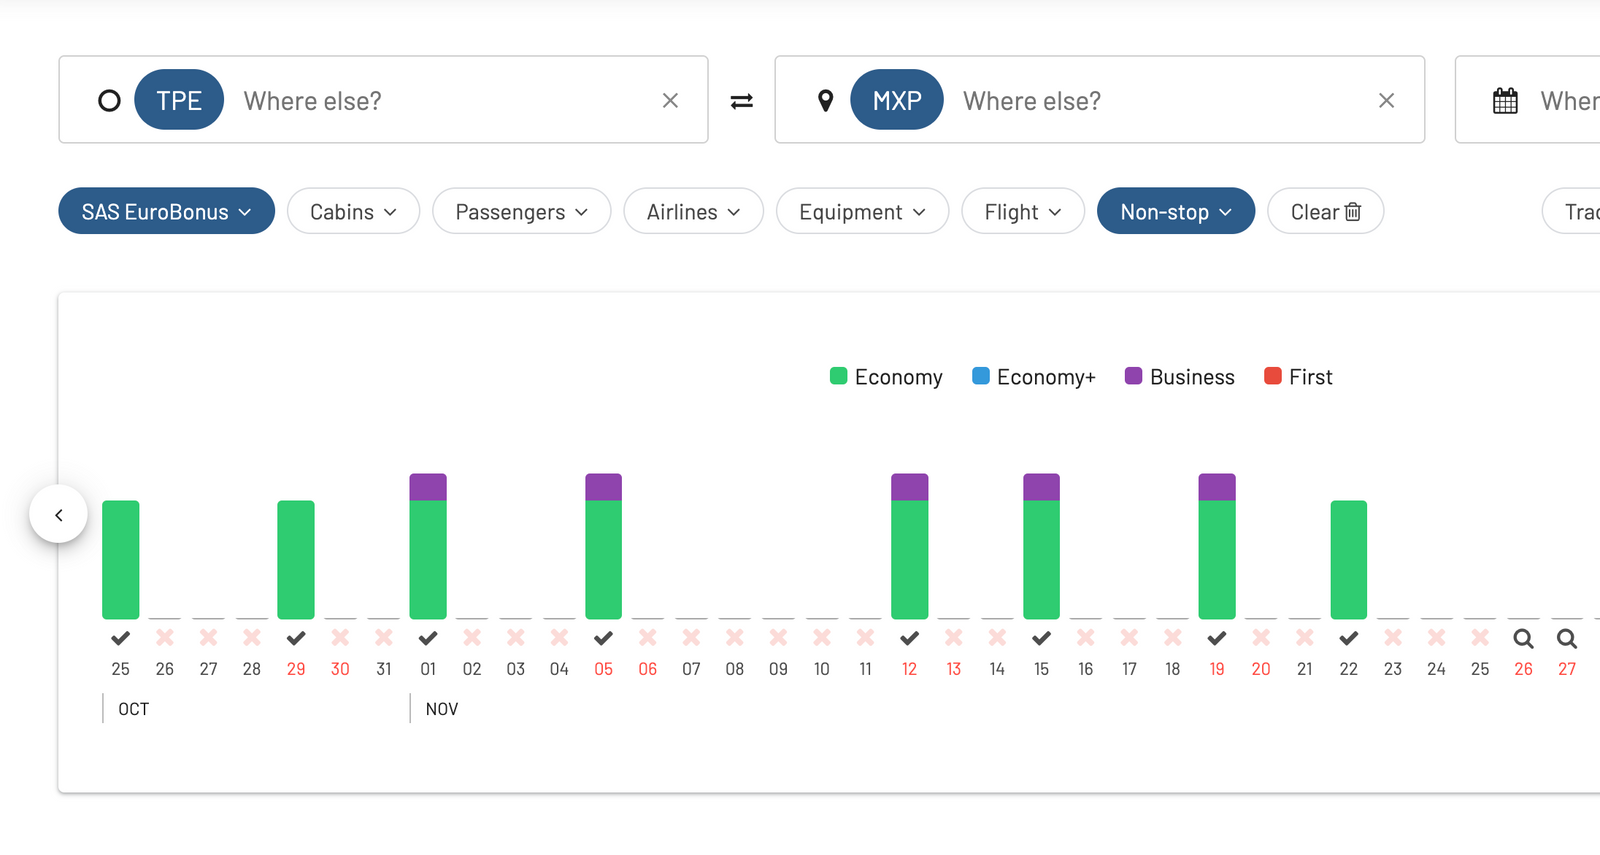 TPE Where else? MXP Where else?
SAS EuroBonus Cabins Passengers Airlines Equipment Flight Non-stop Clear
Economy Economy+ Business First
25 26 27 28 29 30 31 01 02 03 04 05 06 07 08 09 10 11 12 13 14 15 16 17 18 19 20 21 22 23 24 25 26 27
OCT NOV